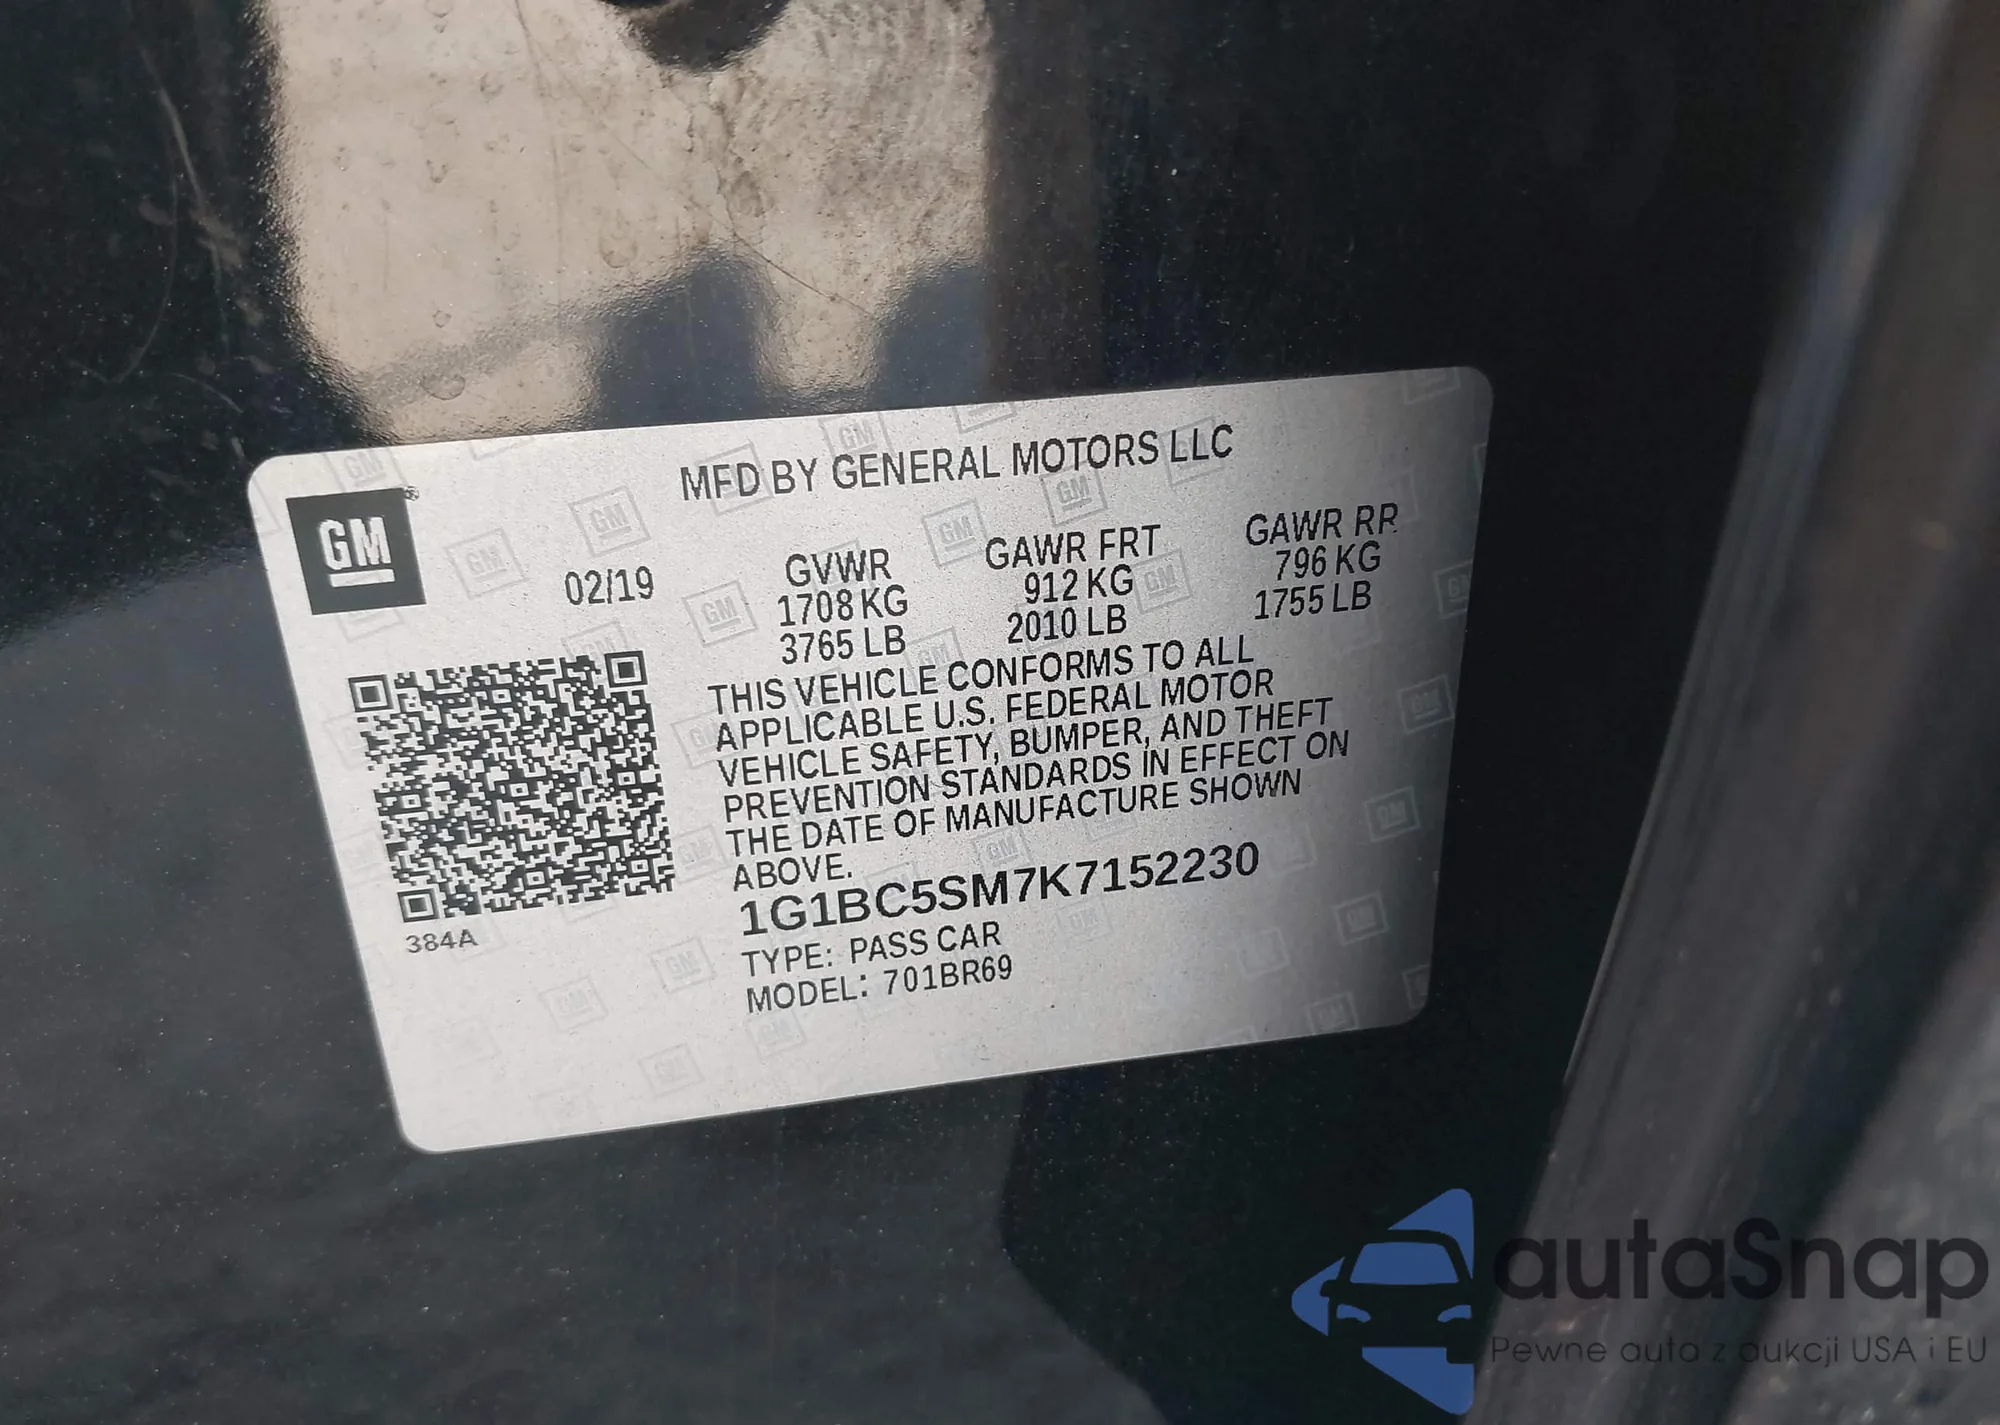 MFD BY GENERAL MOTORS LLC
GM
02/19
GVWR
1708 KG
3765 LB
GAWR FRT
912 KG
2010 LB
GAWR RR
796 KG
1755 LB
THIS VEHICLE CONFORMS TO ALL
APPLICABLE U.S. FEDERAL MOTOR
VEHICLE SAFETY, BUMPER, AND THEFT
PREVENTION STANDARDS IN EFFECT ON
THE DATE OF MANUFACTURE SHOWN
ABOVE.
1G1BC5SM7K7152230
TYPE: PASS CAR
MODEL: 701BR69
384A
autaSnap
Pewne auta z aukcji USA i EU